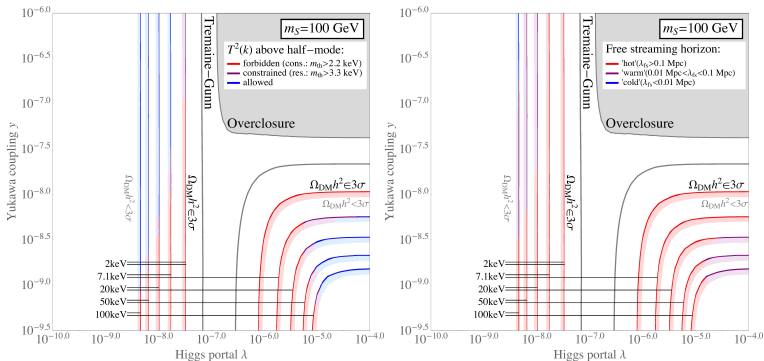 m_S=100 GeV
T²(k) above half-mode:
forbidden (cons.: m_th>2.2 keV)
constrained (res.: m_th>3.3 keV)
allowed
Tremaine-Gunn
Overclosure
Ω_DM h²<3σ
Ω_DM h²∈3σ
Ω_DM h²∈3σ
Ω_DM h²<3σ
2keV
7.1keV
20keV
50keV
100keV
10^−6.0
10^−6.5
10^−7.0
10^−7.5
10^−8.0
10^−8.5
10^−9.0
10^−9.5
Yukawa coupling y
10^−10.0
10^−9.0
10^−8.0
10^−7.0
10^−6.0
10^−5.0
10^−4.0
Higgs portal λ
m_S=100 GeV
Free streaming horizon:
'hot'(λ_fs>0.1 Mpc)
'warm'(0.01 Mpc<λ_fs<0.1 Mpc)
'cold'(λ_fs<0.01 Mpc)
Tremaine-Gunn
Overclosure
Ω_DM h²<3σ
Ω_DM h²∈3σ
Ω_DM h²∈3σ
Ω_DM h²<3σ
2keV
7.1keV
20keV
50keV
100keV
10^−6.0
10^−6.5
10^−7.0
10^−7.5
10^−8.0
10^−8.5
10^−9.0
10^−9.5
Yukawa coupling y
10^−10.0
10^−9.0
10^−8.0
10^−7.0
10^−6.0
10^−5.0
10^−4.0
Higgs portal λ